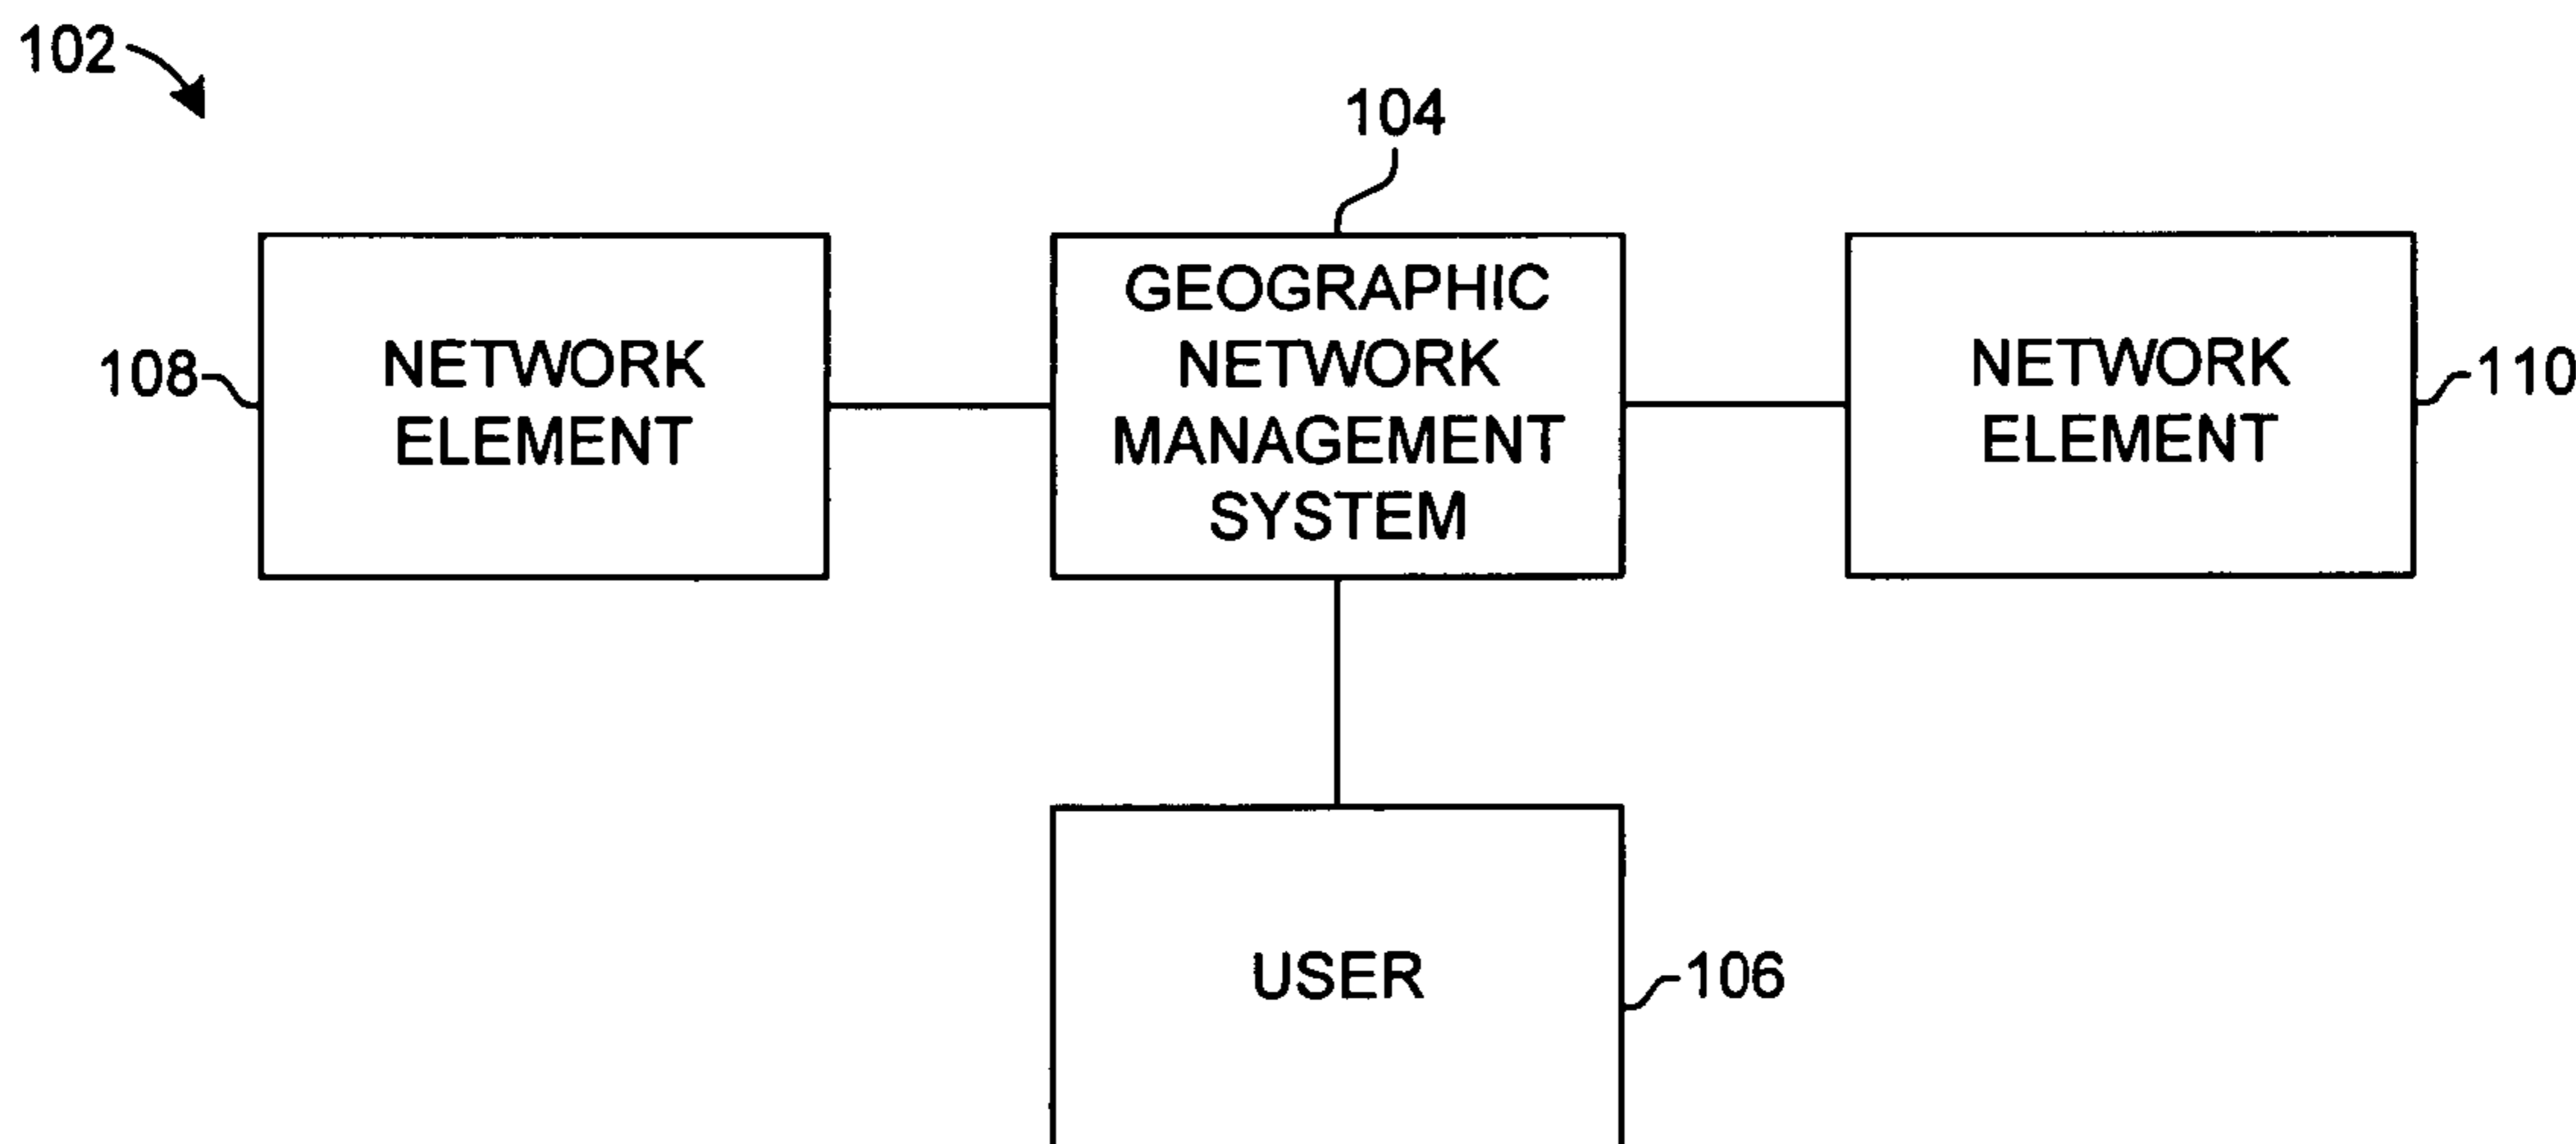 102
104
GEOGRAPHIC
NETWORK
MANAGEMENT
SYSTEM
108
NETWORK
ELEMENT
NETWORK
ELEMENT
110
USER
106